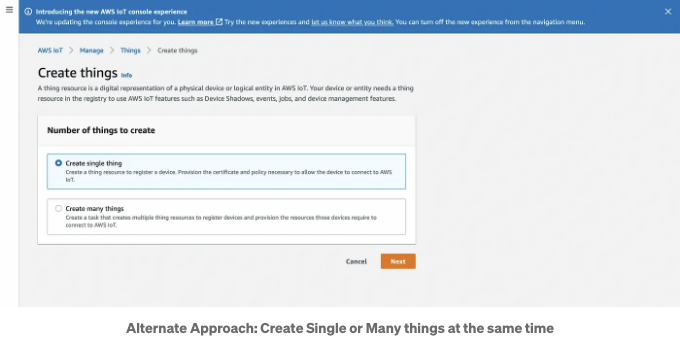 Introducing the new AWS IoT console experience
We're updating the console experience for you. Learn more Try the new experiences and let us know what you think. You can turn off the new experience from the navigation menu.
AWS IoT > Manage > Things > Create things
Create things Info
A thing resource is a digital representation of a physical device or logical entity in AWS IoT. Your device or entity needs a thing
resource in the registry to use AWS IoT features such as Device Shadows, events, jobs, and device management features.
Number of things to create
Create single thing
Create a thing resource to register a device. Provision the certificate and policy necessary to allow the device to connect to AWS
IoT.
Create many things
Create a task that creates multiple thing resources to register devices and provision the resources those devices require to
connect to AWS IoT.
Cancel Next
Alternate Approach: Create Single or Many things at the same time